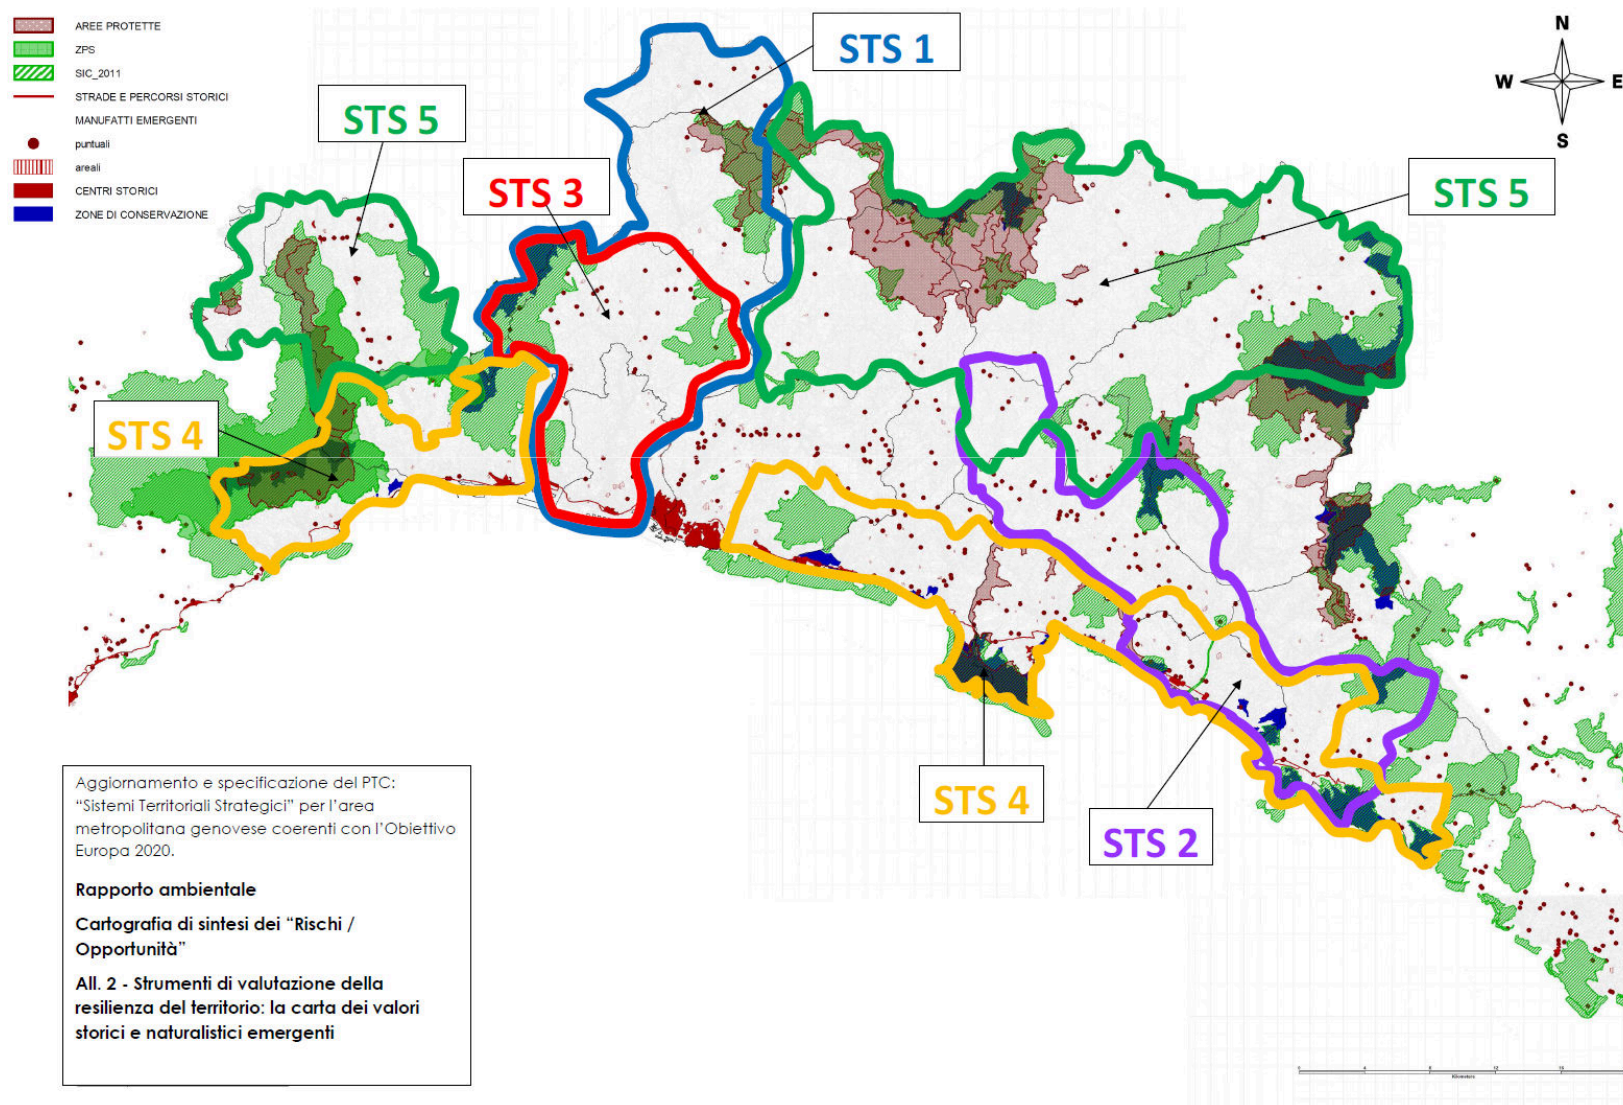 AREE PROTETTE
ZPS
SIC_2011
STRADE E PERCORSI STORICI
MANUFATTI EMERGENTI
puntuali
areali
CENTRI STORICI
ZONE DI CONSERVAZIONE
STS 1
N
W E
S
STS 5
STS 3
STS 5
STS 4
STS 4
STS 2
Aggiornamento e specificazione del PTC:
“Sistemi Territoriali Strategici” per l’area
metropolitana genovese coerenti con l’Obiettivo
Europa 2020.
Rapporto ambientale
Cartografia di sintesi dei “Rischi /
Opportunità”
All. 2 - Strumenti di valutazione della
resilienza del territorio: la carta dei valori
storici e naturalistici emergenti